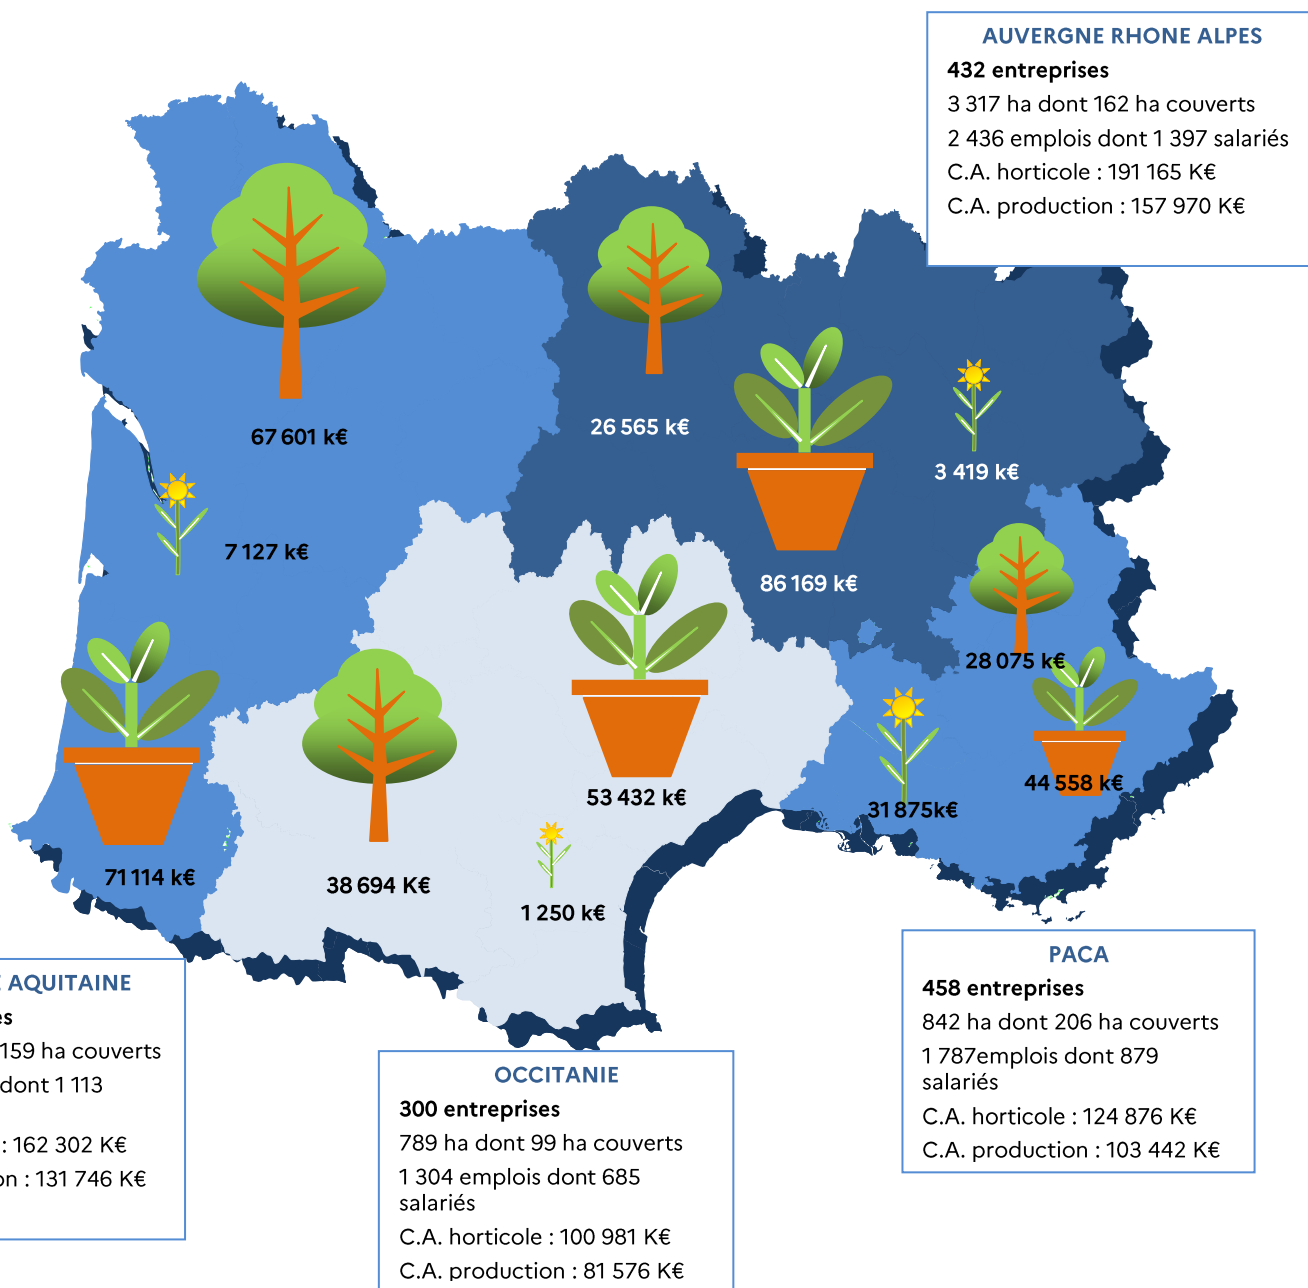 AUVERGNE RHONE ALPES
432 entreprises
3 317 ha dont 162 ha couverts
2 436 emplois dont 1 397 salariés
C.A. horticole : 191 165 K€
C.A. production : 157 970 K€
67 601 k€
26 565 k€
3 419 k€
7 127 k€
86 169 k€
28 075 k€
44 558 k€
53 432 k€
31 875k€
71 114 k€
38 694 K€
1 250 k€
AQUITAINE
159 ha couverts
dont 1 113
: 162 302 K€
: 131 746 K€
OCCITANIE
300 entreprises
789 ha dont 99 ha couverts
1 304 emplois dont 685
salariés
C.A. horticole : 100 981 K€
C.A. production : 81 576 K€
PACA
458 entreprises
842 ha dont 206 ha couverts
1 787emplois dont 879
salariés
C.A. horticole : 124 876 K€
C.A. production : 103 442 K€